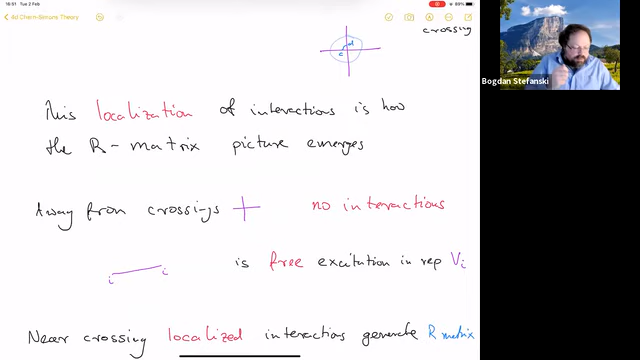 16:51 Tue 2 Feb
89%
4d Chern-Simons Theory
crossing
c d
This localization of interactions is how
the R-matrix picture emerges
Away from crossings no interactions
i i is free excitation in rep Vi
Near crossing localized interactions generate R matrix
Bogdan Stefanski